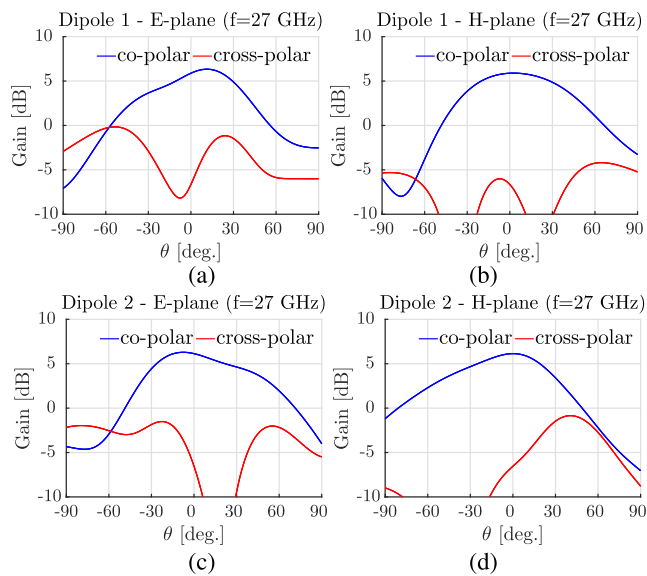 Dipole 1 - E-plane (f=27 GHz)
10
5
0
-5
-10
Gain [dB]
co-polar cross-polar
-90 -60 -30 0 30 60 90
θ [deg.]
(a)
Dipole 1 - H-plane (f=27 GHz)
10
5
0
-5
-10
Gain [dB]
co-polar cross-polar
-90 -60 -30 0 30 60 90
θ [deg.]
(b)
Dipole 2 - E-plane (f=27 GHz)
10
5
0
-5
-10
Gain [dB]
co-polar cross-polar
-90 -60 -30 0 30 60 90
θ [deg.]
(c)
Dipole 2 - H-plane (f=27 GHz)
10
5
0
-5
-10
Gain [dB]
co-polar cross-polar
-90 -60 -30 0 30 60 90
θ [deg.]
(d)